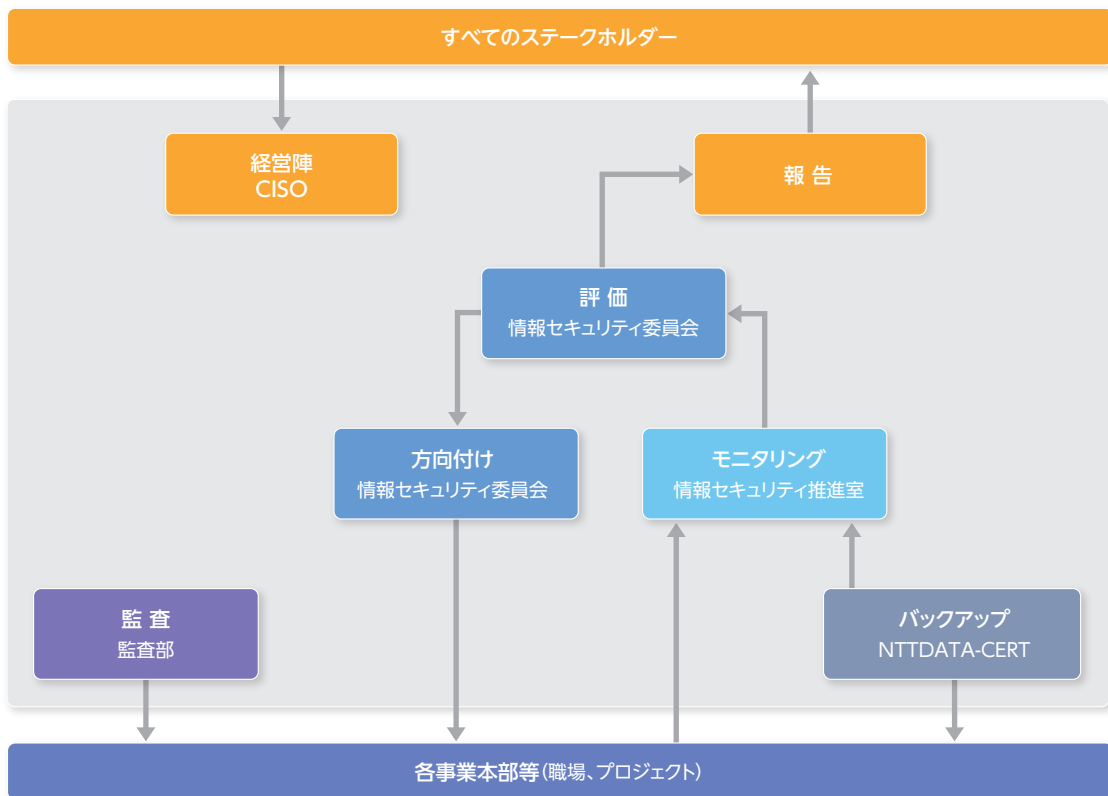 すべてのステークホルダー
経営陣
CISO
報 告
評 価
情報セキュリティ委員会
方向付け
情報セキュリティ委員会
モニタリング
情報セキュリティ推進室
監 査
監査部
バックアップ
NTTDATA-CERT
各事業本部等(職場、プロジェクト)